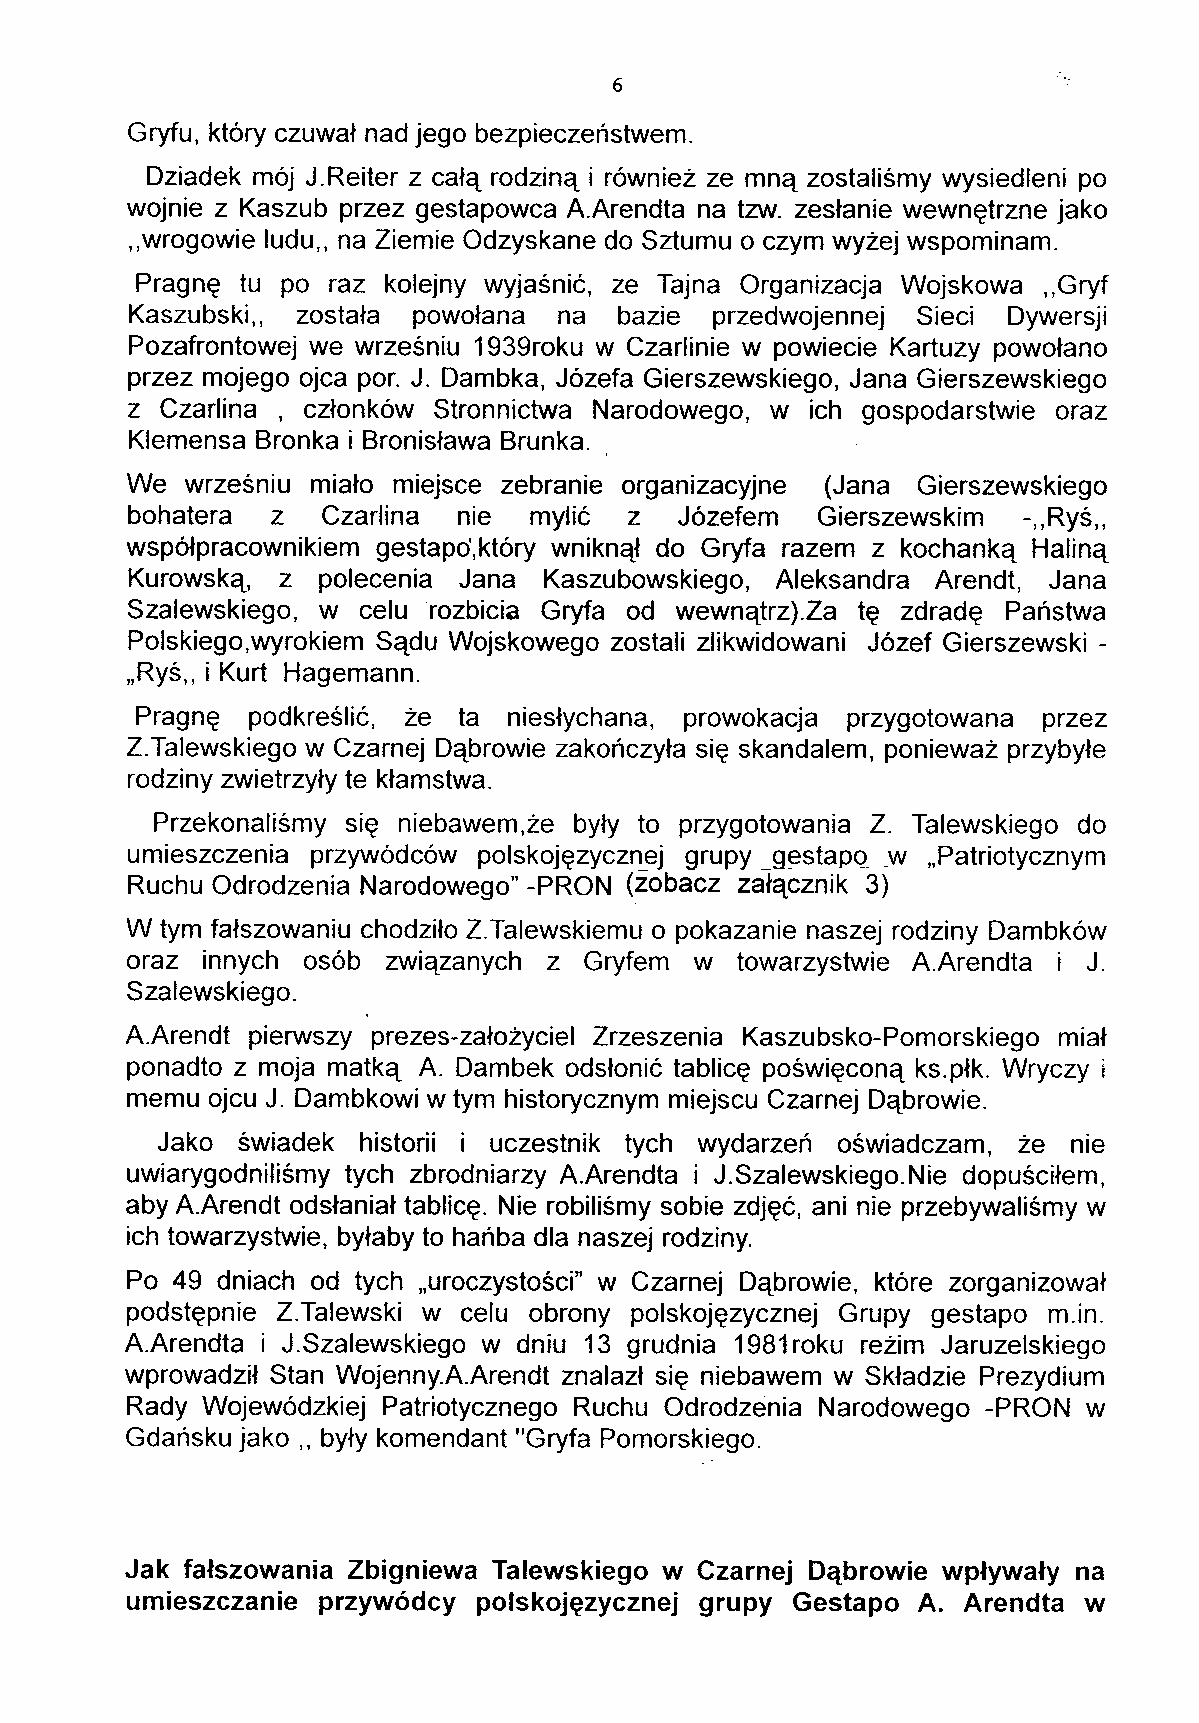 6
Gryfu, który czuwał nad jego bezpieczeństwem.
Dziadek mój J.Reiter z całą rodziną i również ze mną zostaliśmy wysiedleni po
wojnie z Kaszub przez gestapowca A.Arendta na tzw. zesłanie wewnętrzne jako
,,wrogowie ludu,, na Ziemie Odzyskane do Sztumu o czym wyżej wspominam.
Pragnę tu po raz kolejny wyjaśnić, ze Tajna Organizacja Wojskowa ,,Gryf
Kaszubski,, została powołana na bazie przedwojennej Sieci Dywersji
Pozafrontowej we wrześniu 1939roku w Czarlinie w powiecie Kartuzy powołano
przez mojego ojca por. J. Dambka, Józefa Gierszewskiego, Jana Gierszewskiego
z Czarlina , członków Stronnictwa Narodowego, w ich gospodarstwie oraz
Klemensa Bronka i Bronisława Brunka.
We wrześniu miało miejsce zebranie organizacyjne (Jana Gierszewskiego
bohatera z Czarlina nie mylić z Józefem Gierszewskim -,,Ryś,,
współpracownikiem gestapo,który wniknął do Gryfa razem z kochanką Haliną
Kurowską, z polecenia Jana Kaszubowskiego, Aleksandra Arendt, Jana
Szalewskiego, w celu rozbicia Gryfa od wewnątrz).Za tę zdradę Państwa
Polskiego,wyrokiem Sądu Wojskowego zostali zlikwidowani Józef Gierszewski -
„Ryś,, i Kurt Hagemann.
Pragnę podkreślić, że ta niesłychana, prowokacja przygotowana przez
Z.Talewskiego w Czarnej Dąbrowie zakończyła się skandalem, ponieważ przybyłe
rodziny zwietrzyły te kłamstwa.
Przekonaliśmy się niebawem,że były to przygotowania Z. Talewskiego do
umieszczenia przywódców polskojęzycznej grupy gestapo w „Patriotycznym
Ruchu Odrodzenia Narodowego” -PRON (zobacz załącznik 3)
W tym fałszowaniu chodziło Z.Talewskiemu o pokazanie naszej rodziny Dambków
oraz innych osób związanych z Gryfem w towarzystwie A.Arendta i J.
Szalewskiego.
A.Arendt pierwszy prezes-założyciel Zrzeszenia Kaszubsko-Pomorskiego miał
ponadto z moja matką A. Dambek odsłonić tablicę poświęconą ks.płk. Wryczy i
memu ojcu J. Dambkowi w tym historycznym miejscu Czarnej Dąbrowie.
Jako świadek historii i uczestnik tych wydarzeń oświadczam, że nie
uwiarygodniliśmy tych zbrodniarzy A.Arendta i J.Szalewskiego.Nie dopuściłem,
aby A.Arendt odsłaniał tablicę. Nie robiliśmy sobie zdjęć, ani nie przebywaliśmy w
ich towarzystwie, byłaby to hańba dla naszej rodziny.
Po 49 dniach od tych „uroczystości” w Czarnej Dąbrowie, które zorganizował
podstępnie Z.Talewski w celu obrony polskojęzycznej Grupy gestapo m.in.
A.Arendta i J.Szalewskiego w dniu 13 grudnia 1981roku reżim Jaruzelskiego
wprowadził Stan Wojenny.A.Arendt znalazł się niebawem w Składzie Prezydium
Rady Wojewódzkiej Patriotycznego Ruchu Odrodzenia Narodowego -PRON w
Gdańsku jako ,, były komendant "Gryfa Pomorskiego.
Jak fałszowania Zbigniewa Talewskiego w Czarnej Dąbrowie wpływały na
umieszczanie przywódcy polskojęzycznej grupy Gestapo A. Arendta w